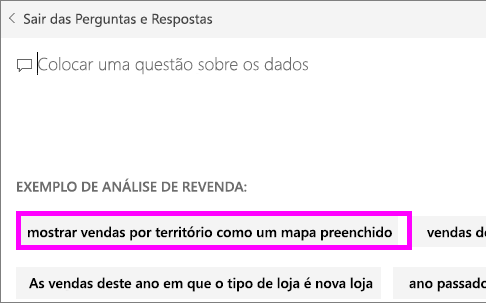 Sair das Perguntas e Respostas
Colocar uma questão sobre os dados
EXEMPLO DE ANÁLISE DE REVENDA:
mostrar vendas por território como um mapa preenchido vendas
As vendas deste ano em que o tipo de loja é nova loja ano passado